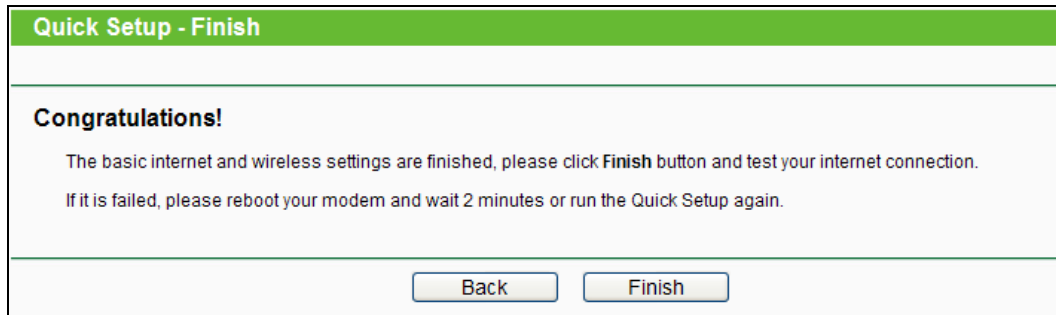 Quick Setup - Finish
Congratulations!
The basic internet and wireless settings are finished, please click Finish button and test your internet connection.
If it is failed, please reboot your modem and wait 2 minutes or run the Quick Setup again.
Back Finish